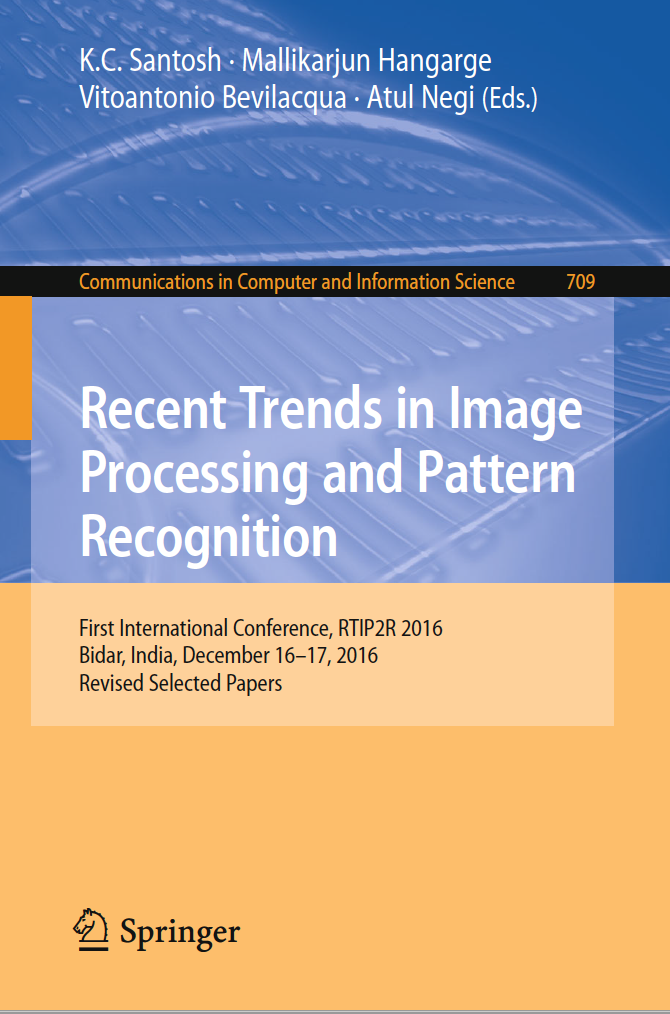 K.C. Santosh · Mallikarjun Hangarge
Vitoantonio Bevilacqua · Atul Negi (Eds.)
Communications in Computer and Information Science 709
Recent Trends in Image
Processing and Pattern
Recognition
First International Conference, RTIP2R 2016
Bidar, India, December 16–17, 2016
Revised Selected Papers
Springer